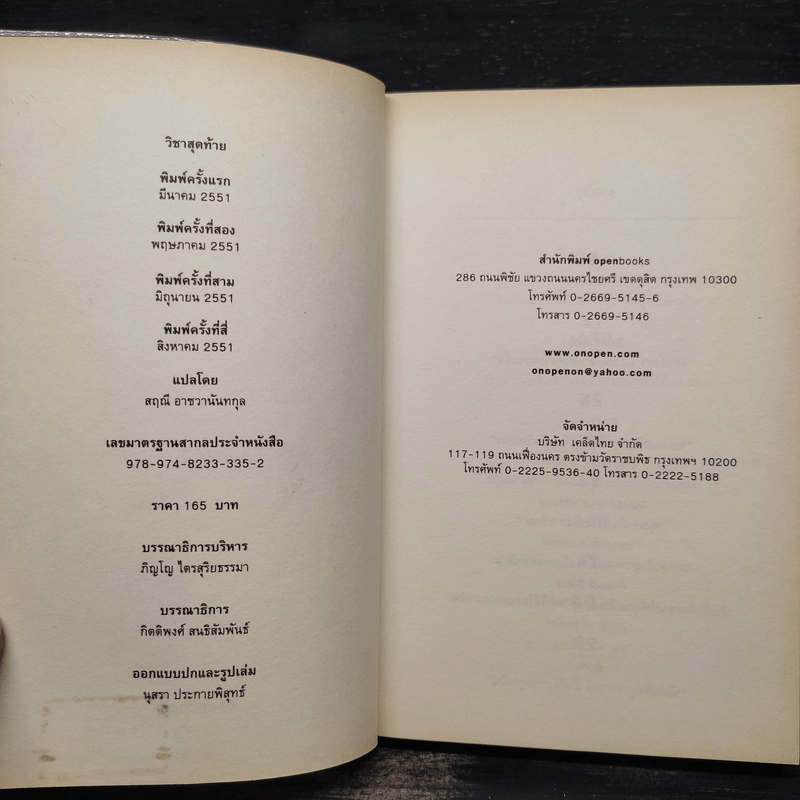 วิชาสุดท้าย
พิมพ์ครั้งแรก
มีนาคม 2551
พิมพ์ครั้งที่สอง
พฤษภาคม 2551
พิมพ์ครั้งที่สาม
มิถุนายน 2551
พิมพ์ครั้งที่สี่
สิงหาคม 2551
แปลโดย
สฤณี อาชวานันทกุล
เลขมาตรฐานสากลประจำหนังสือ
978-974-8233-335-2
ราคา 165 บาท
บรรณาธิการบริหาร
ภิญโญ ไตรสุริยธรรมา
บรรณาธิการ
กิตติพงศ์ สนธิสัมพันธ์
ออกแบบปกและรูปเล่ม
นุสรา ประกายพิสุทธ์
สำนักพิมพ์ openbooks
286 ถนนพิชัย แขวงถนนนครไชยศรี เขตดุสิต กรุงเทพ 10300
โทรศัพท์ 0-2669-5145-6
โทรสาร 0-2669-5146
www.onopen.com
onopenon@yahoo.com
จัดจำหน่าย
บริษัท เคล็ดไทย จำกัด
117-119 ถนนเฟื่องนคร ตรงข้ามวัดราชบพิธ กรุงเทพฯ 10200
โทรศัพท์ 0-2225-9536-40 โทรสาร 0-2222-5188